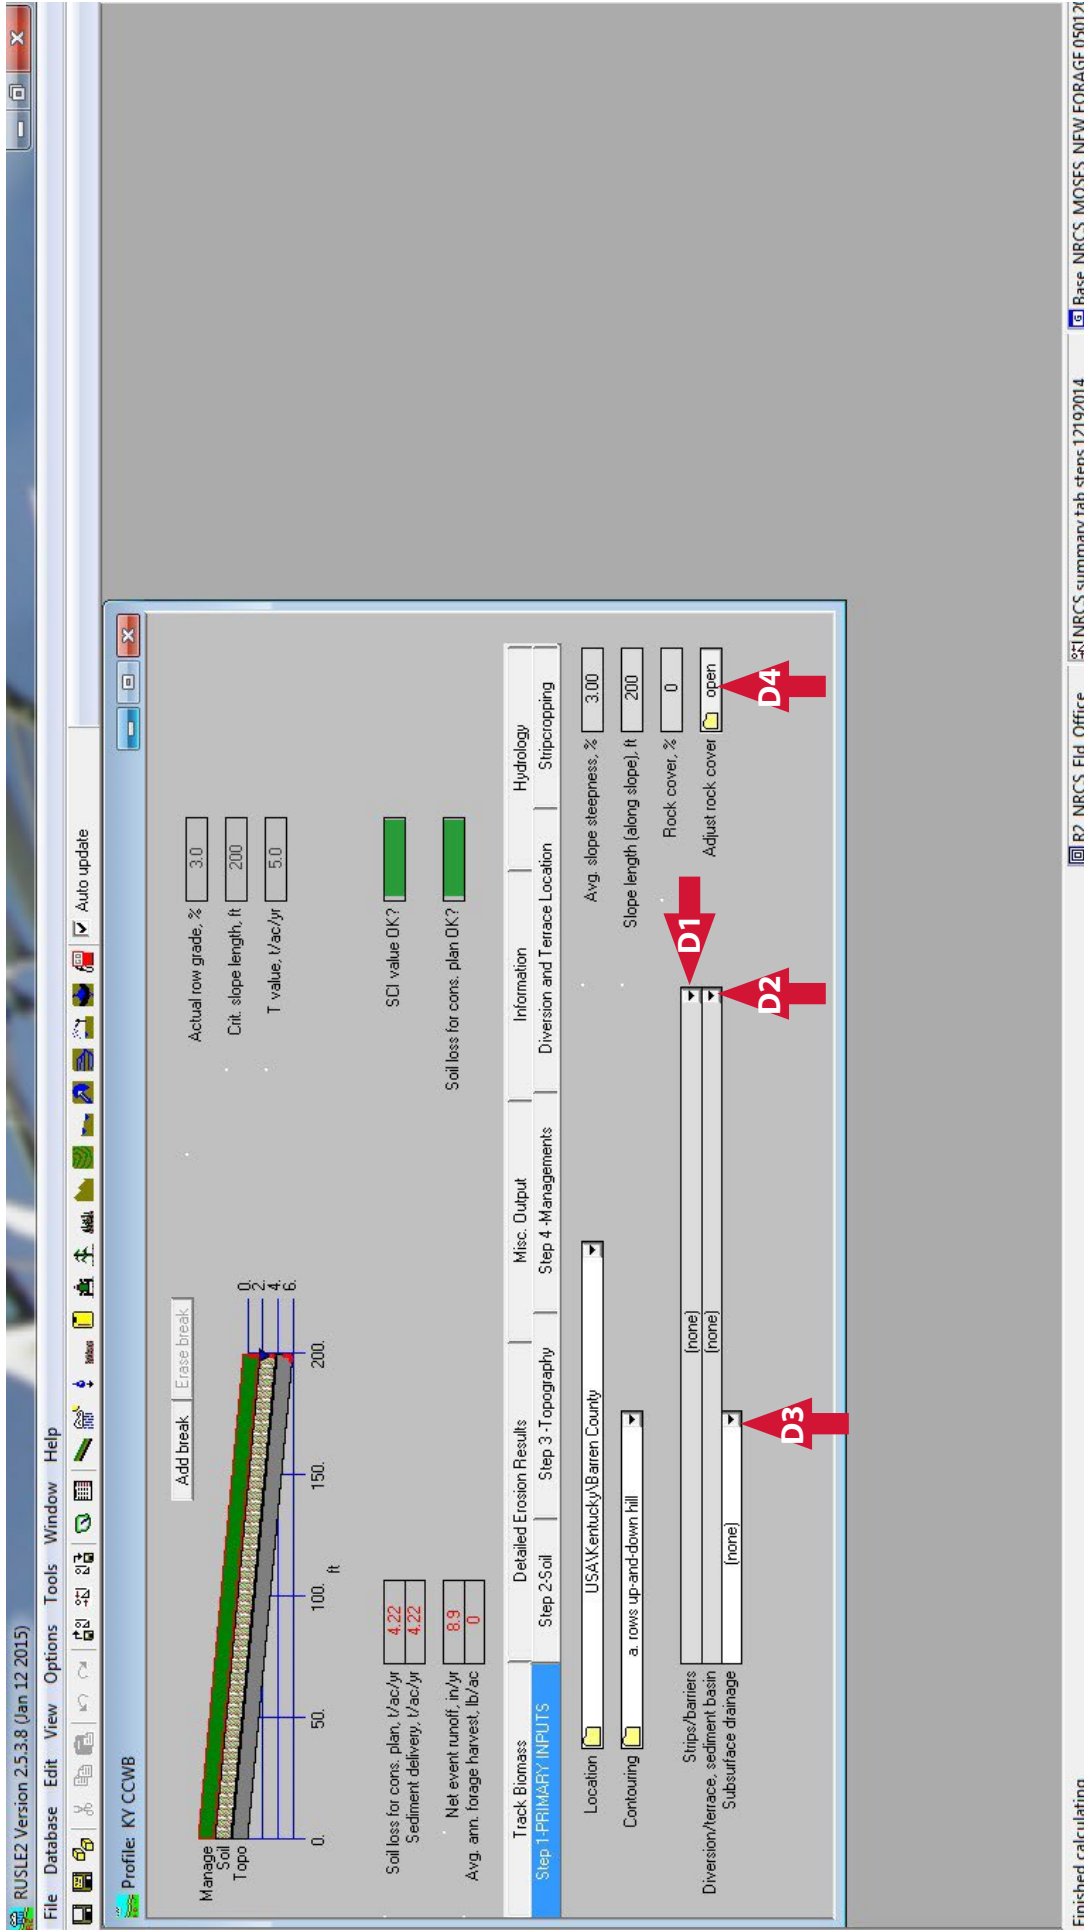 RUSLE2 Version 2.5.3.8 (Jan 12 2015)
File Database Edit View Options Tools Window Help
Auto update
Profile: KY CCWB
Add break Erase break
Manage
Soil
Topo
0.
2.
4.
6.
0. 50. 100. 150. 200.
ft
Actual row grade, % 3.0
Crit. slope length, ft 200
T value, t/ac/yr 5.0
Soil loss for cons. plan, t/ac/yr 4.22
Sediment delivery, t/ac/yr 4.22
SCI value OK?
Net event runoff, in/yr 8.9
Avg. ann. forage harvest, lb/ac 0
Soil loss for cons. plan OK?
Track Biomass Detailed Erosion Results Misc. Output Information Hydrology
Step 1-PRIMARY INPUTS Step 2-Soil Step 3 -Topography Step 4 -Managements Diversion and Terrace Location Stripcropping
Location USA\Kentucky\Barren County
Avg. slope steepness, % 3.00
Contouring a. rows up-and-down hill
Slope length (along slope), ft 200
Rock cover, % 0
Strips/barriers (none)
D1
Diversion/terrace, sediment basin (none)
Adjust rock cover open
Subsurface drainage (none)
D2
D4
D3
Finished calculating
R2_NRCS_Fld_Office
NRCS summary tab steps 12192014
Base_NRCS_MOSES_NEW FORAGE 050120